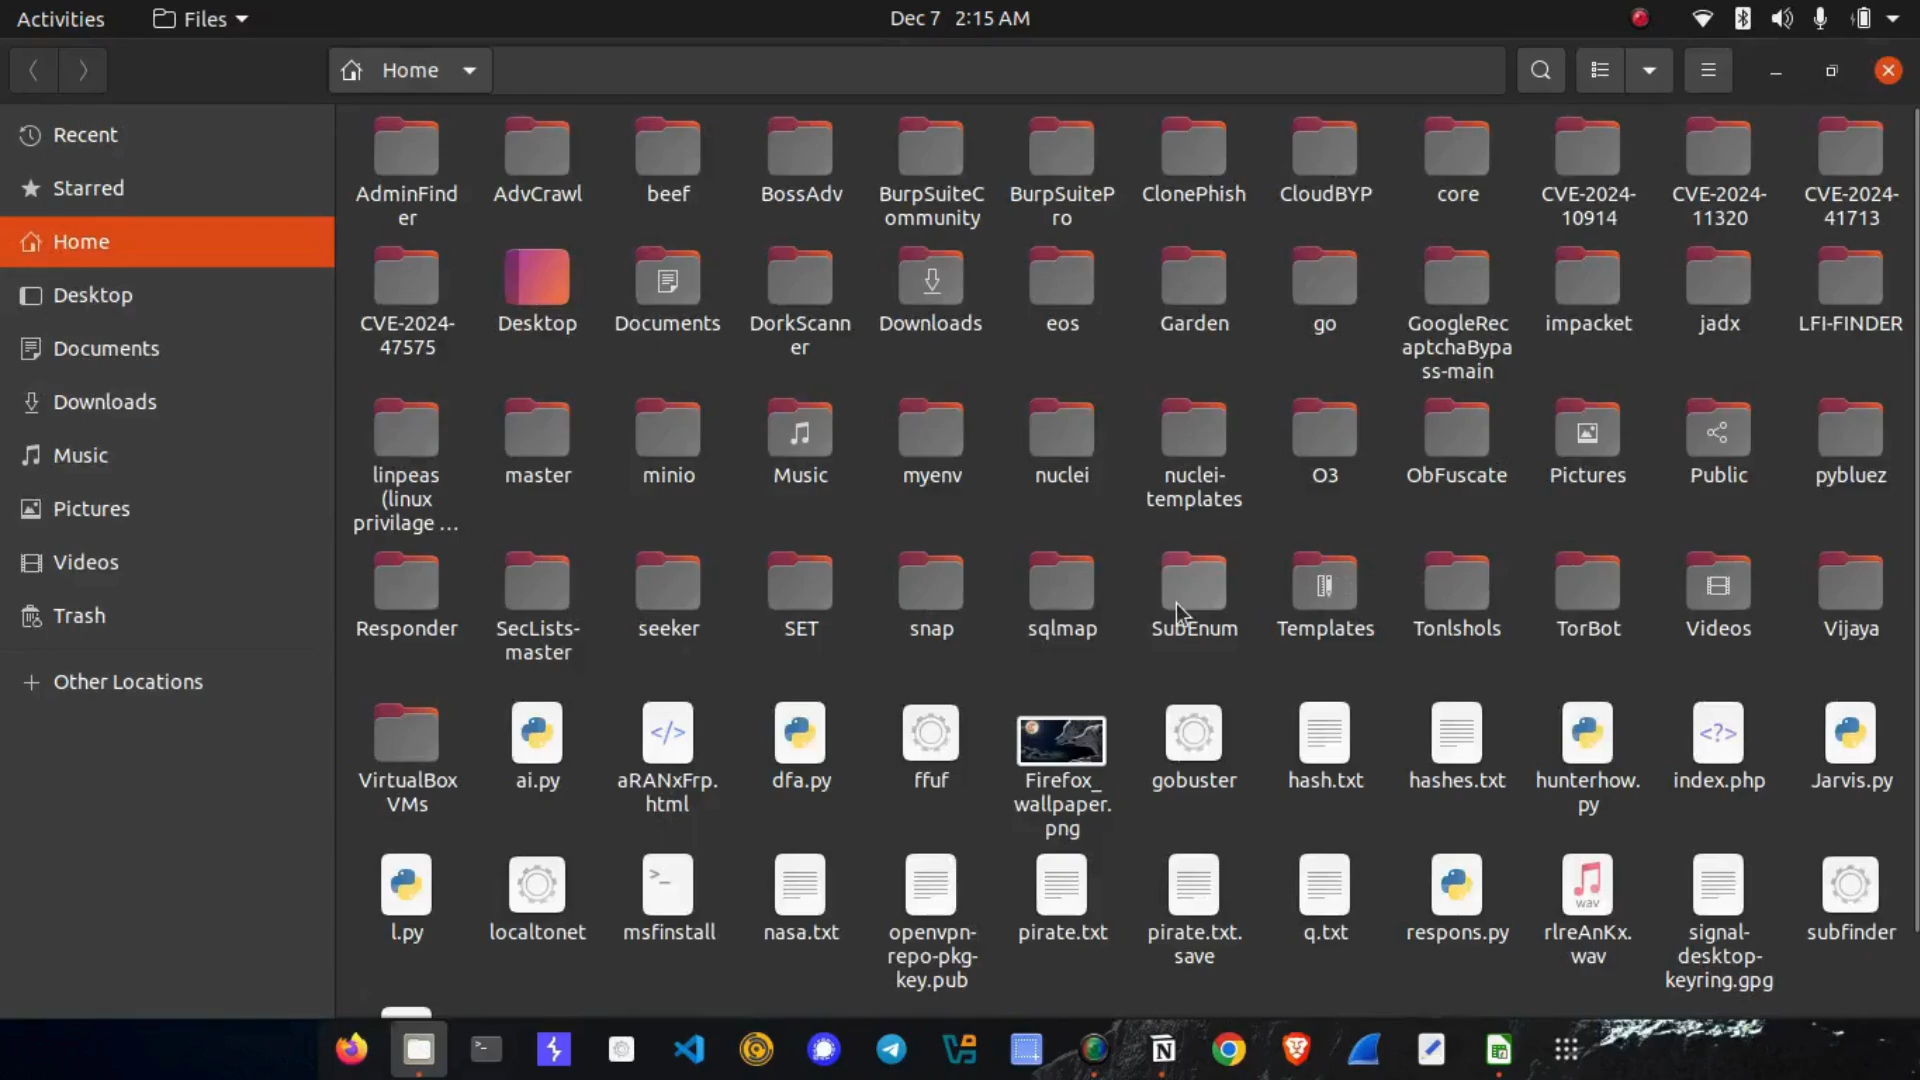 Activities
Files
Dec 7 2:15 AM
Home
Recent
Starred
Home
Desktop
Documents
Downloads
Music
Pictures
Videos
Trash
Other Locations
AdminFind
er
AdvCrawl
beef
BossAdv
BurpSuiteC
ommunity
BurpSuiteP
ro
ClonePhish
CloudBYP
core
CVE-2024-
10914
CVE-2024-
11320
CVE-2024-
41713
CVE-2024-
47575
Desktop
Documents
DorkScann
er
Downloads
eos
Garden
go
GoogleRec
aptchaBypa
ss-main
impacket
jadx
LFI-FINDER
linpeas
(linux
privilage ...
master
minio
Music
myenv
nuclei
nuclei-
templates
O3
ObFuscate
Pictures
Public
pybluez
Responder
SecLists-
master
seeker
SET
snap
sqlmap
SubEnum
Templates
Tonlshols
TorBot
Videos
Vijaya
VirtualBox
VMs
ai.py
aRANxFrp.
html
dfa.py
ffuf
Firefox_
wallpaper.
png
gobuster
hash.txt
hashes.txt
hunterhow.
py
index.php
Jarvis.py
l.py
localtonet
msfinstall
nasa.txt
openvpn-
repo-pkg-
key.pub
pirate.txt
pirate.txt.
save
q.txt
respons.py
wav
rlreAnKx.
wav
signal-
desktop-
keyring.gpg
subfinder